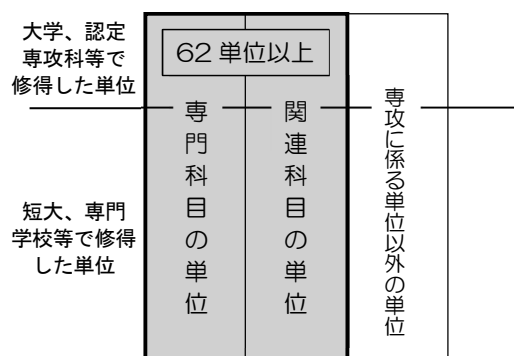 大学、認定
専攻科等で
修得した単位
62単位以上
専門科目の単位
関連科目の単位
専攻に係る単位以外の単位
短大、専門
学校等で修得
した単位